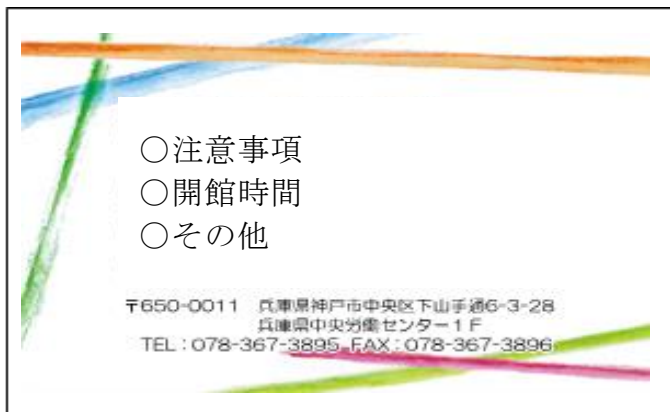 ○注意事項
○開館時間
○その他
〒650-0011　兵庫県神戸市中央区下山手通6-3-28
兵庫県中央労働センター1F
TEL：078-367-3895 FAX：078-367-3896